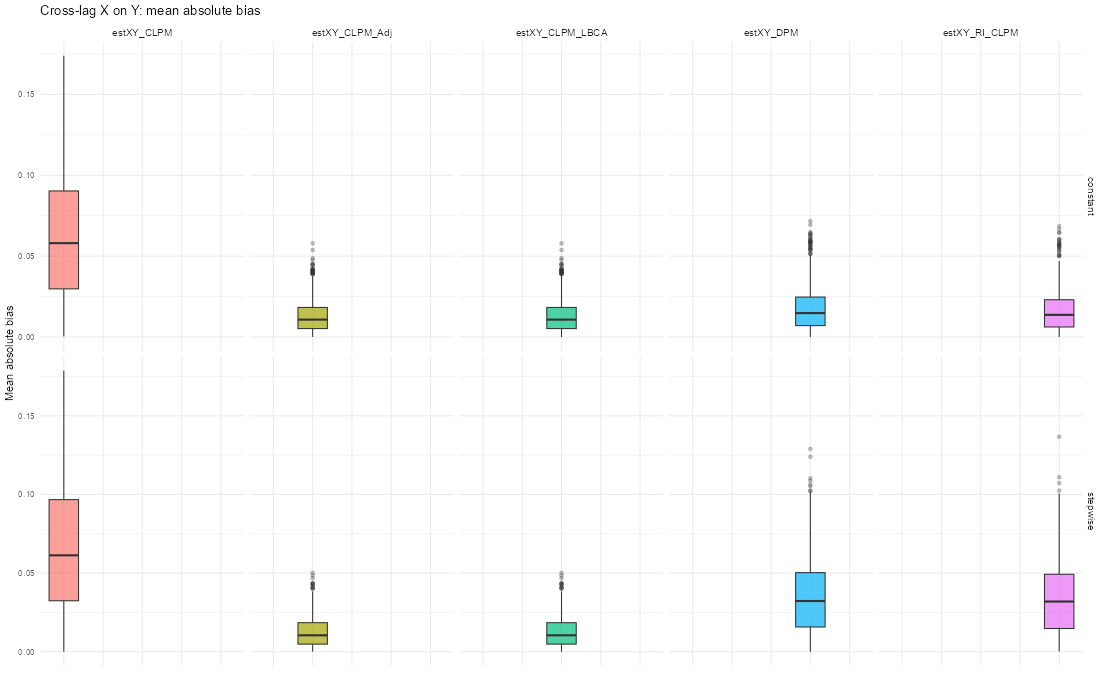 Cross-lag X on Y: mean absolute bias
estXY_CLPM
estXY_CLPM_Adj
estXY_CLPM_LBCA
estXY_DPM
estXY_RI_CLPM
0.15
0.10
0.05
0.00
constant
Mean absolute bias
0.15
0.10
0.05
0.00
stepwise